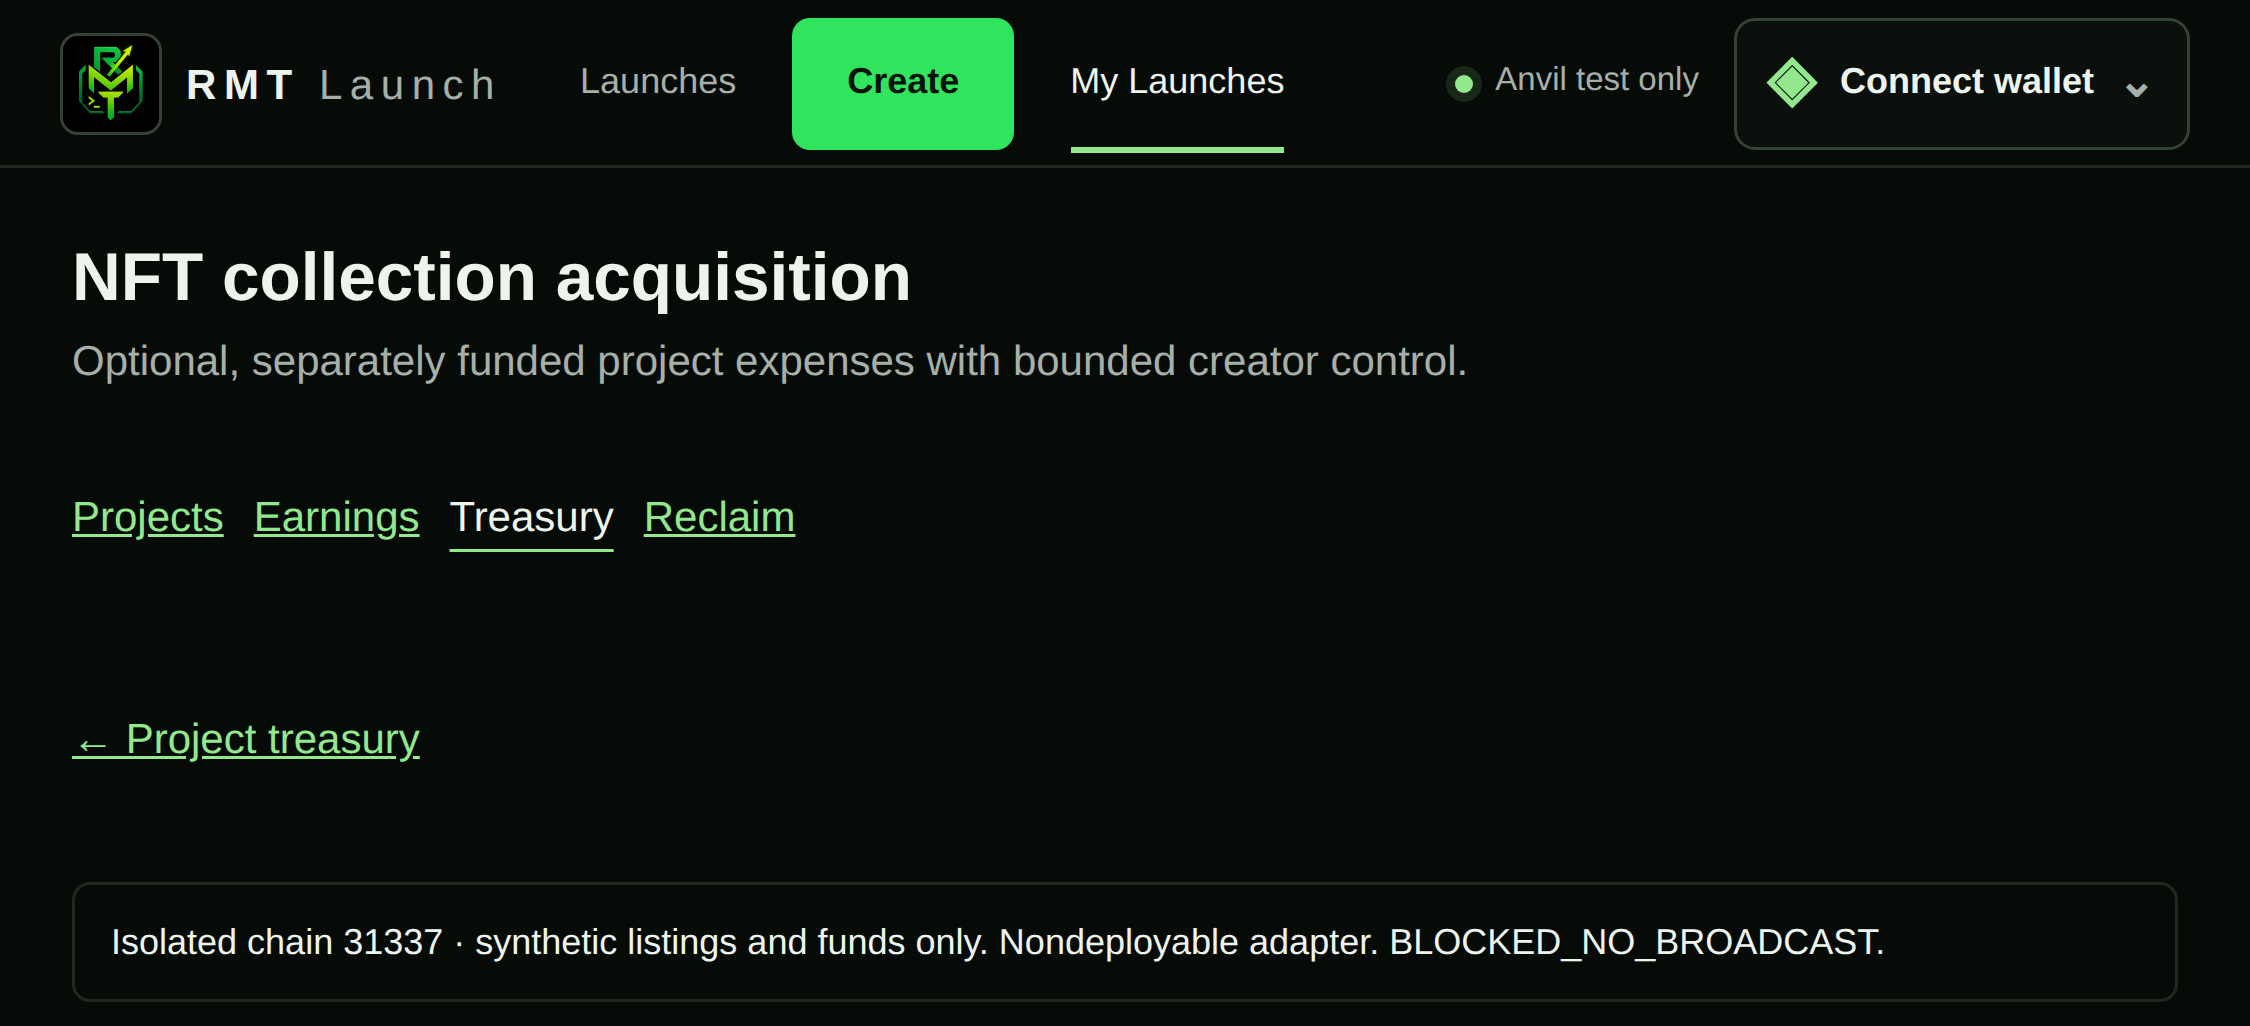 RMT Launch
Launches
Create
My Launches
Anvil test only
Connect wallet
NFT collection acquisition
Optional, separately funded project expenses with bounded creator control.
Projects Earnings Treasury Reclaim
← Project treasury
Isolated chain 31337 · synthetic listings and funds only. Nondeployable adapter. BLOCKED_NO_BROADCAST.